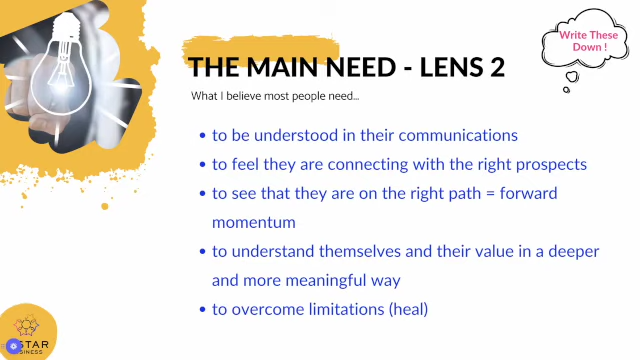 Write These
Down !
THE MAIN NEED - LENS 2
What I believe most people need...
• to be understood in their communications
• to feel they are connecting with the right prospects
• to see that they are on the right path = forward
momentum
• to understand themselves and their value in a deeper
and more meaningful way
• to overcome limitations (heal)
STAR